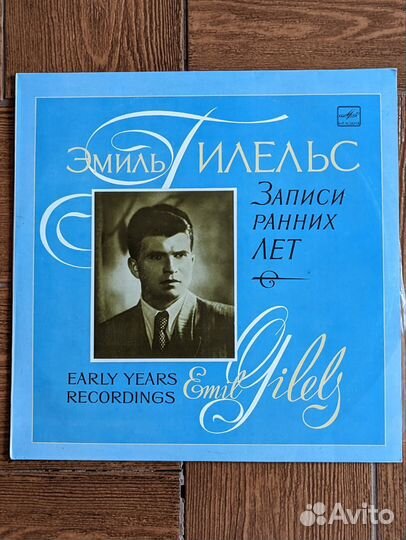 Эмиль Гилельс
Записи
ранних
лет
EARLY YEARS
RECORDINGS
Emil Gilels
Avito